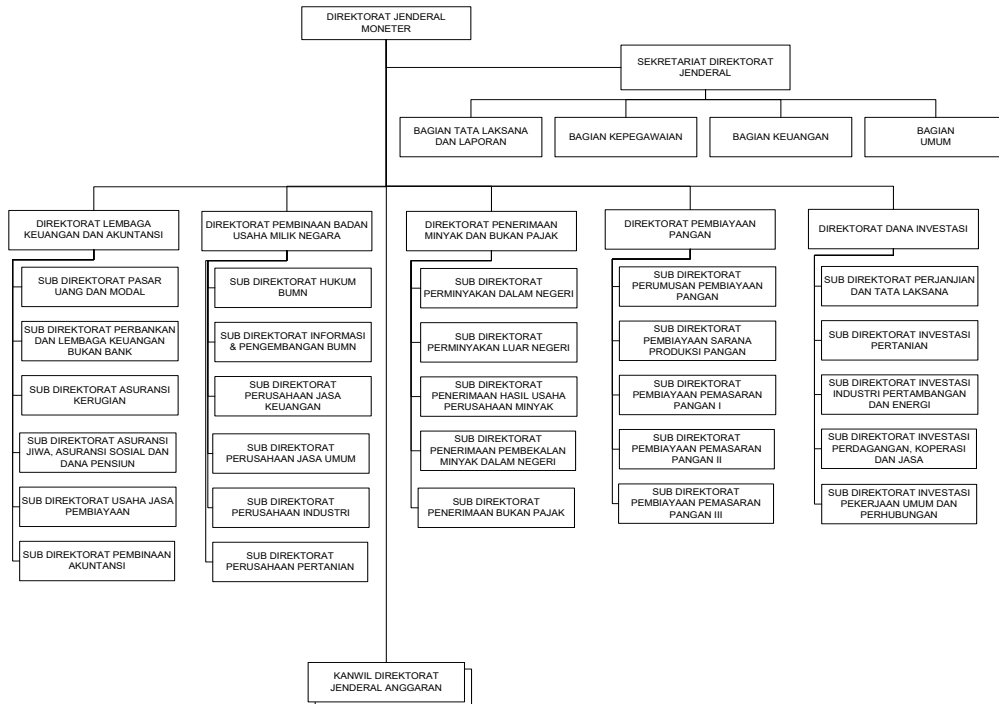 DIREKTORAT JENDERAL
MONETER
SEKRETARIAT DIREKTORAT
JENDERAL
BAGIAN TATA LAKSANA
DAN LAPORAN
BAGIAN KEPEGAWAIAN
BAGIAN KEUANGAN
BAGIAN
UMUM
DIREKTORAT LEMBAGA
KEUANGAN DAN AKUNTANSI
SUB DIREKTORAT PASAR
UANG DAN MODAL
SUB DIREKTORAT PERBANKAN
DAN LEMBAGA KEUANGAN
BUKAN BANK
SUB DIREKTORAT ASURANSI
KERUGIAN
SUB DIREKTORAT ASURANSI
JIWA, ASURANSI SOSIAL DAN
DANA PENSIUN
SUB DIREKTORAT USAHA JASA
PEMBIAYAAN
SUB DIREKTORAT PEMBINAAN
AKUNTANSI
DIREKTORAT PEMBINAAN BADAN
USAHA MILIK NEGARA
SUB DIREKTORAT HUKUM
BUMN
SUB DIREKTORAT INFORMASI
& PENGEMBANGAN BUMN
SUB DIREKTORAT
PERUSAHAAN JASA
KEUANGAN
SUB DIREKTORAT
PERUSAHAAN JASA UMUM
SUB DIREKTORAT
PERUSAHAAN INDUSTRI
SUB DIREKTORAT
PERUSAHAAN PERTANIAN
DIREKTORAT PENERIMAAN
MINYAK DAN BUKAN PAJAK
SUB DIREKTORAT
PERMINYAKAN DALAM NEGERI
SUB DIREKTORAT
PERMINYAKAN LUAR NEGERI
SUB DIREKTORAT
PENERIMAAN HASIL USAHA
PERUSAHAAN MINYAK
SUB DIREKTORAT
PENERIMAAN PEMBEKALAN
MINYAK DALAM NEGERI
SUB DIREKTORAT
PENERIMAAN BUKAN PAJAK
DIREKTORAT PEMBIAYAAN
PANGAN
SUB DIREKTORAT
PERUMUSAN PEMBIAYAAN
PANGAN
SUB DIREKTORAT
PEMBIAYAAN SARANA
PRODUKSI PANGAN
SUB DIREKTORAT
PEMBIAYAAN PEMASARAN
PANGAN I
SUB DIREKTORAT
PEMBIAYAAN PEMASARAN
PANGAN II
SUB DIREKTORAT
PEMBIAYAAN PEMASARAN
PANGAN III
DIREKTORAT DANA INVESTASI
SUB DIREKTORAT PERJANJIAN
DAN TATA LAKSANA
SUB DIREKTORAT INVESTASI
PERTANIAN
SUB DIREKTORAT INVESTASI
INDUSTRI PERTAMBANGAN
DAN ENERGI
SUB DIREKTORAT INVESTASI
PERDAGANGAN, KOPERASI
DAN JASA
SUB DIREKTORAT INVESTASI
PEKERJAAN UMUM DAN
PERHUBUNGAN
KANWIL DIREKTORAT
JENDERAL ANGGARAN